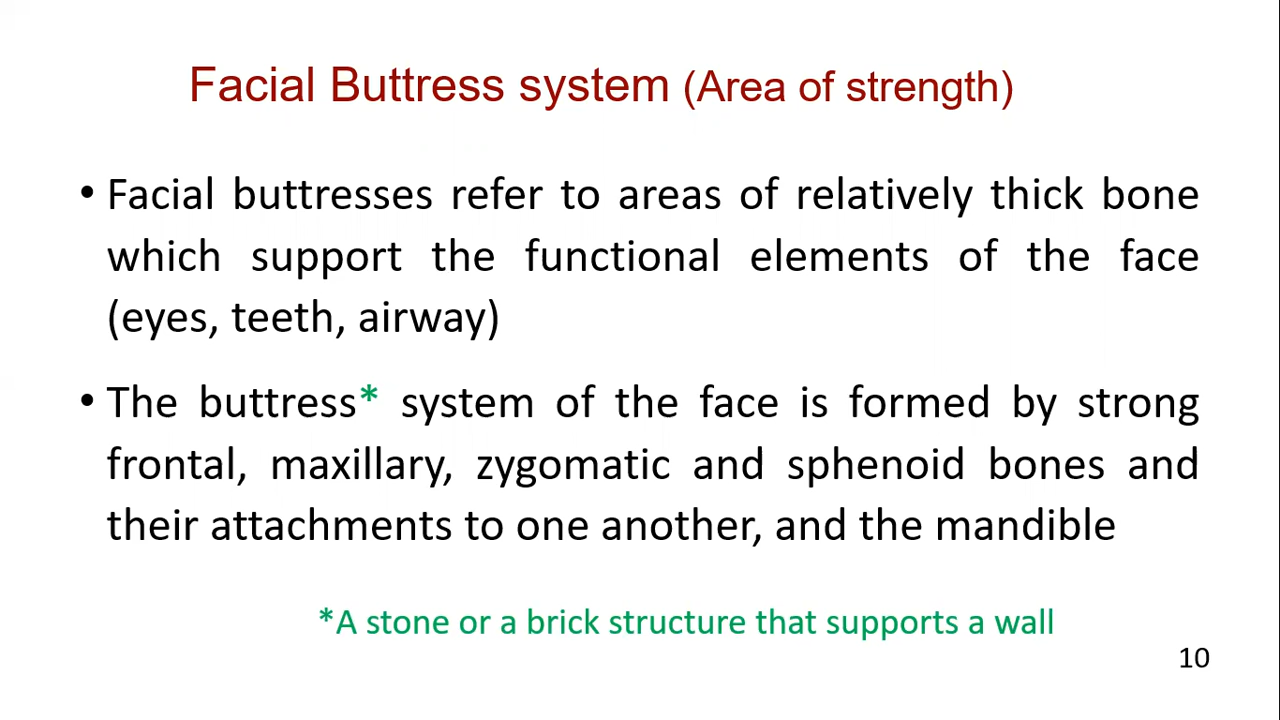 Facial Buttress system (Area of strength)
• Facial buttresses refer to areas of relatively thick bone
which support the functional elements of the face
(eyes, teeth, airway)
• The buttress* system of the face is formed by strong
frontal, maxillary, zygomatic and sphenoid bones and
their attachments to one another, and the mandible
*A stone or a brick structure that supports a wall
10